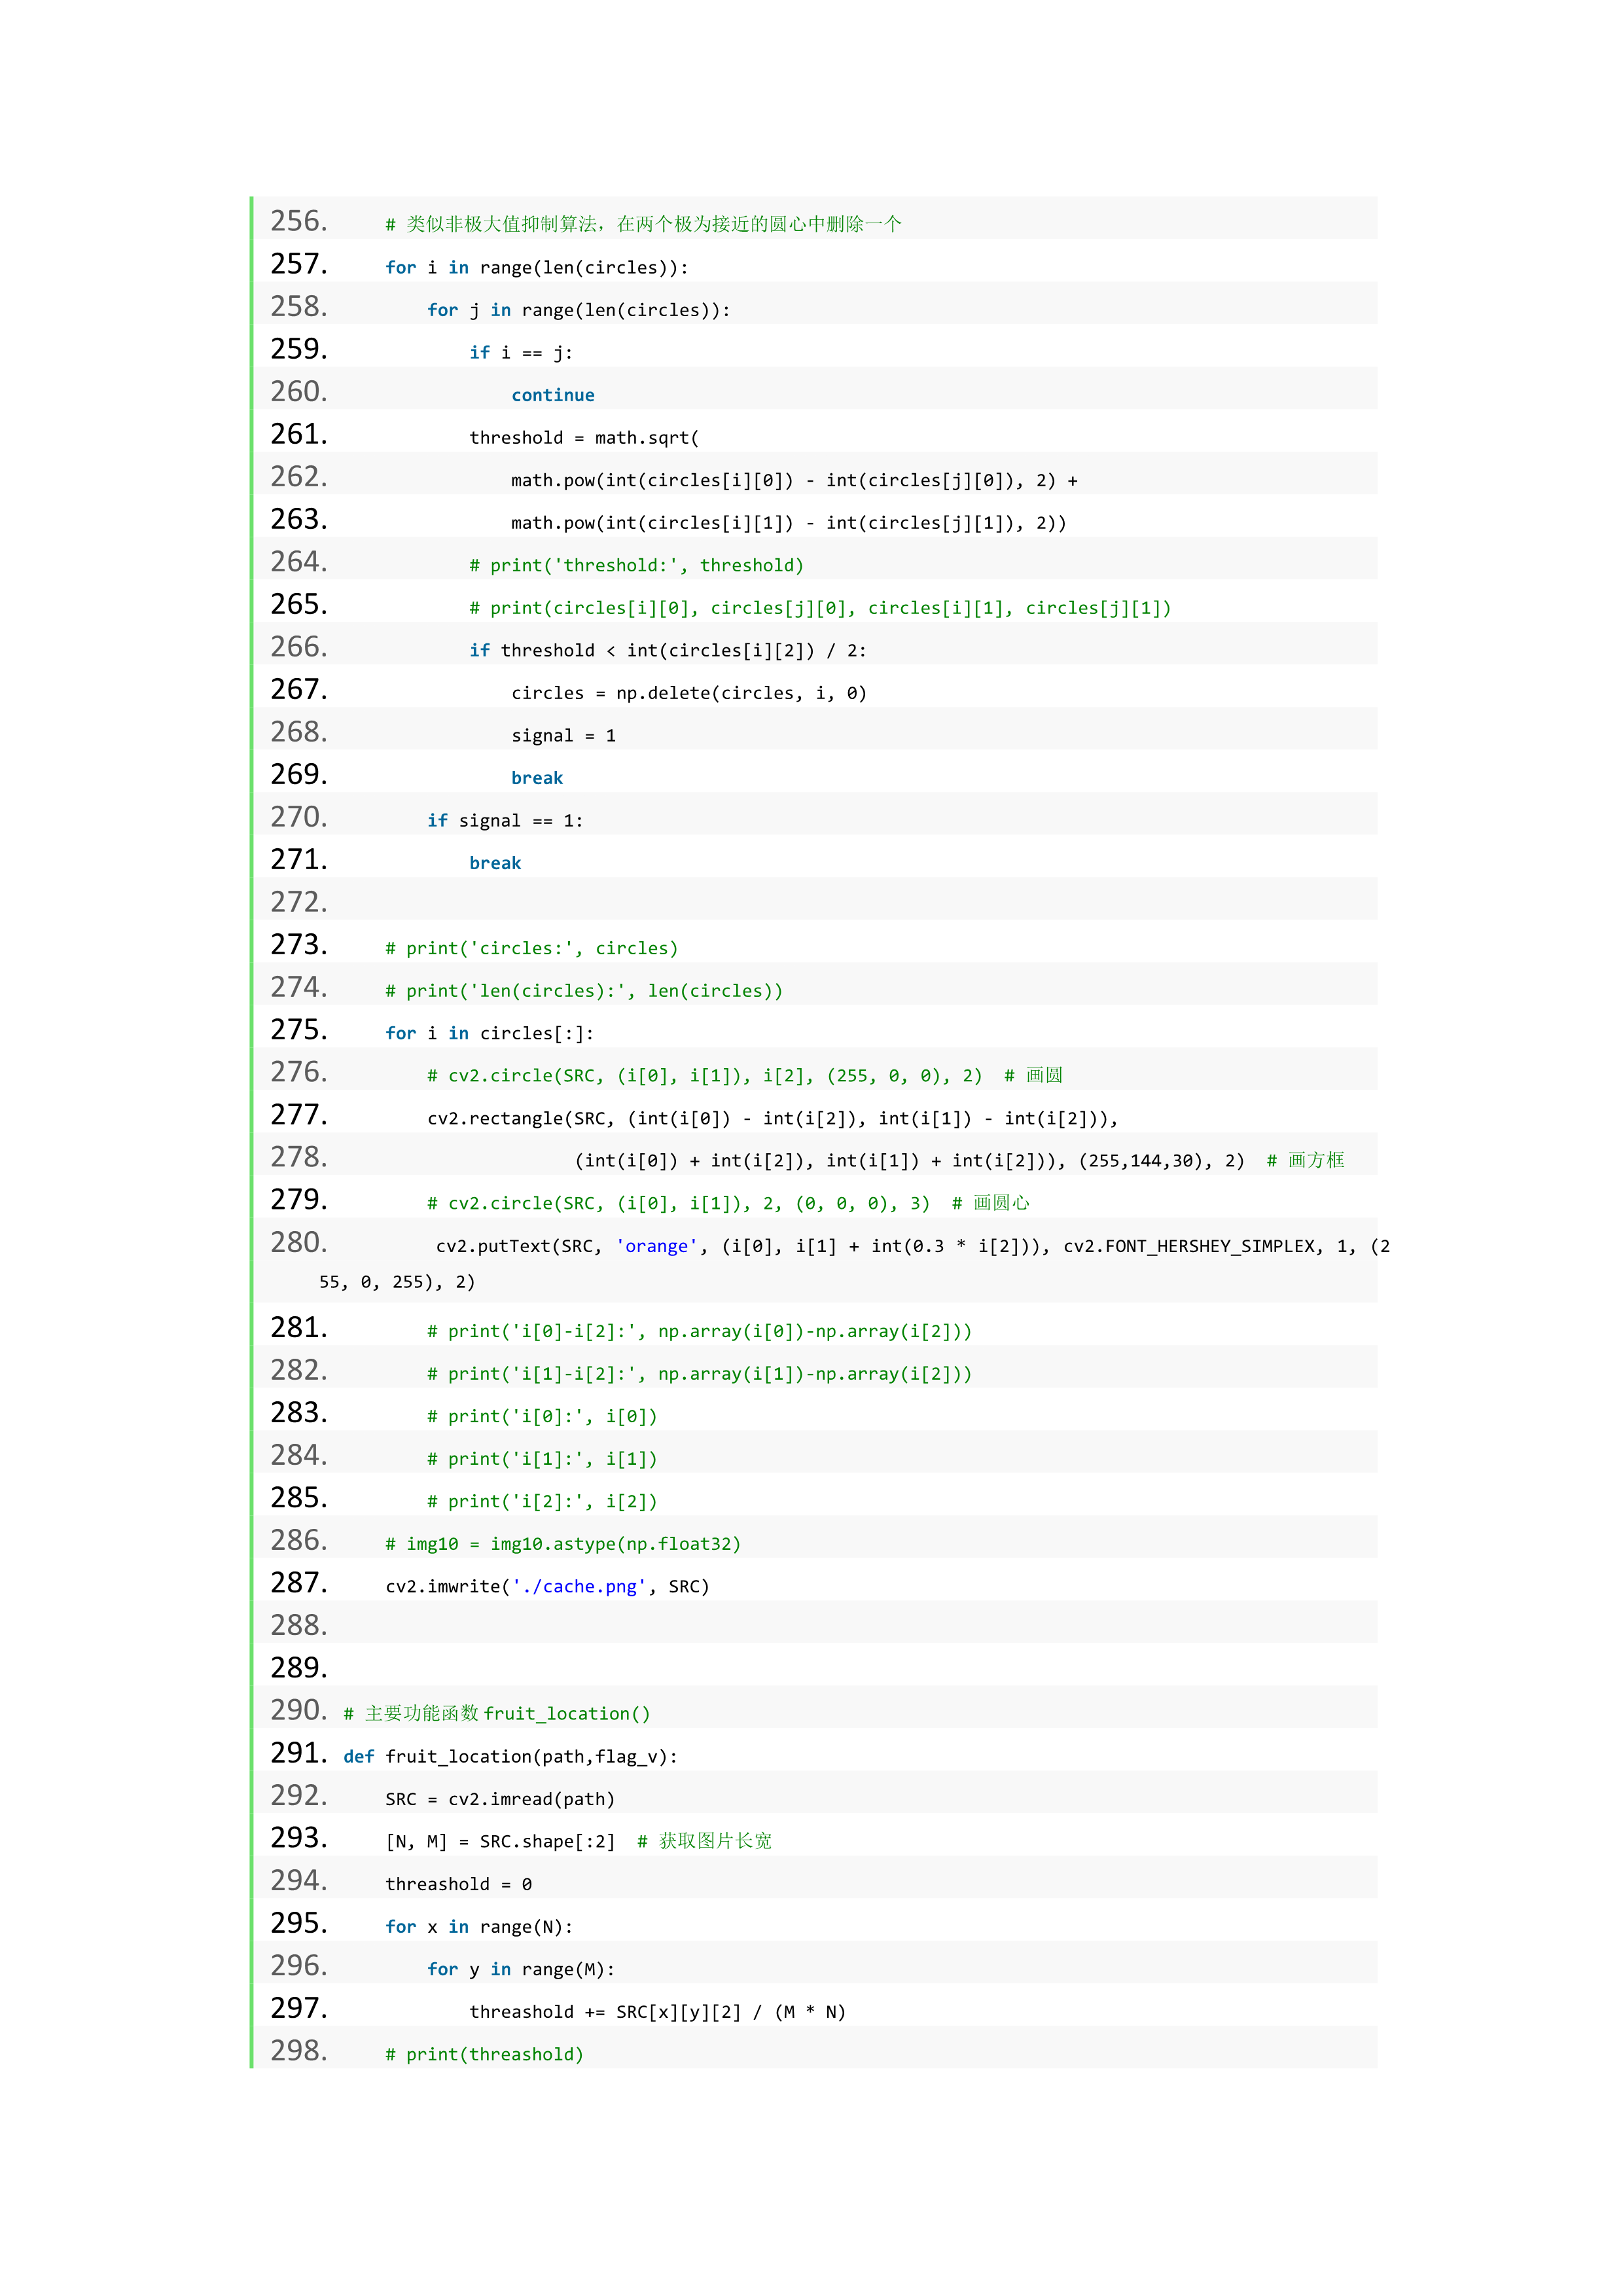 256.     # 类似非极大值抑制算法，在两个极为接近的圆心中删除一个
257.     for i in range(len(circles)):
258.         for j in range(len(circles)):
259.             if i == j:
260.                 continue
261.             threshold = math.sqrt(
262.                 math.pow(int(circles[i][0]) - int(circles[j][0]), 2) +
263.                 math.pow(int(circles[i][1]) - int(circles[j][1]), 2))
264.             # print('threshold:', threshold)
265.             # print(circles[i][0], circles[j][0], circles[i][1], circles[j][1])
266.             if threshold < int(circles[i][2]) / 2:
267.                 circles = np.delete(circles, i, 0)
268.                 signal = 1
269.                 break
270.         if signal == 1:
271.             break
272.
273.     # print('circles:', circles)
274.     # print('len(circles):', len(circles))
275.     for i in circles[:]:
276.         # cv2.circle(SRC, (i[0], i[1]), i[2], (255, 0, 0), 2)  # 画圆
277.         cv2.rectangle(SRC, (int(i[0]) - int(i[2]), int(i[1]) - int(i[2])),
278.                       (int(i[0]) + int(i[2]), int(i[1]) + int(i[2])), (255,144,30), 2)  # 画方框
279.         # cv2.circle(SRC, (i[0], i[1]), 2, (0, 0, 0), 3)  # 画圆心
280.         cv2.putText(SRC, 'orange', (i[0], i[1] + int(0.3 * i[2])), cv2.FONT_HERSHEY_SIMPLEX, 1, (2
55, 0, 255), 2)
281.         # print('i[0]-i[2]:', np.array(i[0])-np.array(i[2]))
282.         # print('i[1]-i[2]:', np.array(i[1])-np.array(i[2]))
283.         # print('i[0]:', i[0])
284.         # print('i[1]:', i[1])
285.         # print('i[2]:', i[2])
286.     # img10 = img10.astype(np.float32)
287.     cv2.imwrite('./cache.png', SRC)
288.
289.
290. # 主要功能函数 fruit_location()
291. def fruit_location(path,flag_v):
292.     SRC = cv2.imread(path)
293.     [N, M] = SRC.shape[:2]  # 获取图片长宽
294.     threashold = 0
295.     for x in range(N):
296.         for y in range(M):
297.             threashold += SRC[x][y][2] / (M * N)
298.     # print(threashold)